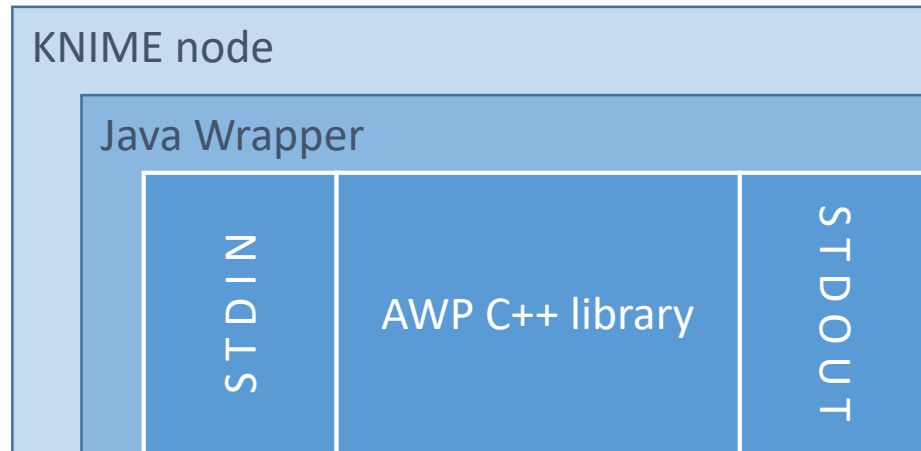 KNIME node
Java Wrapper
STDIN
AWP C++ library
STDOUT